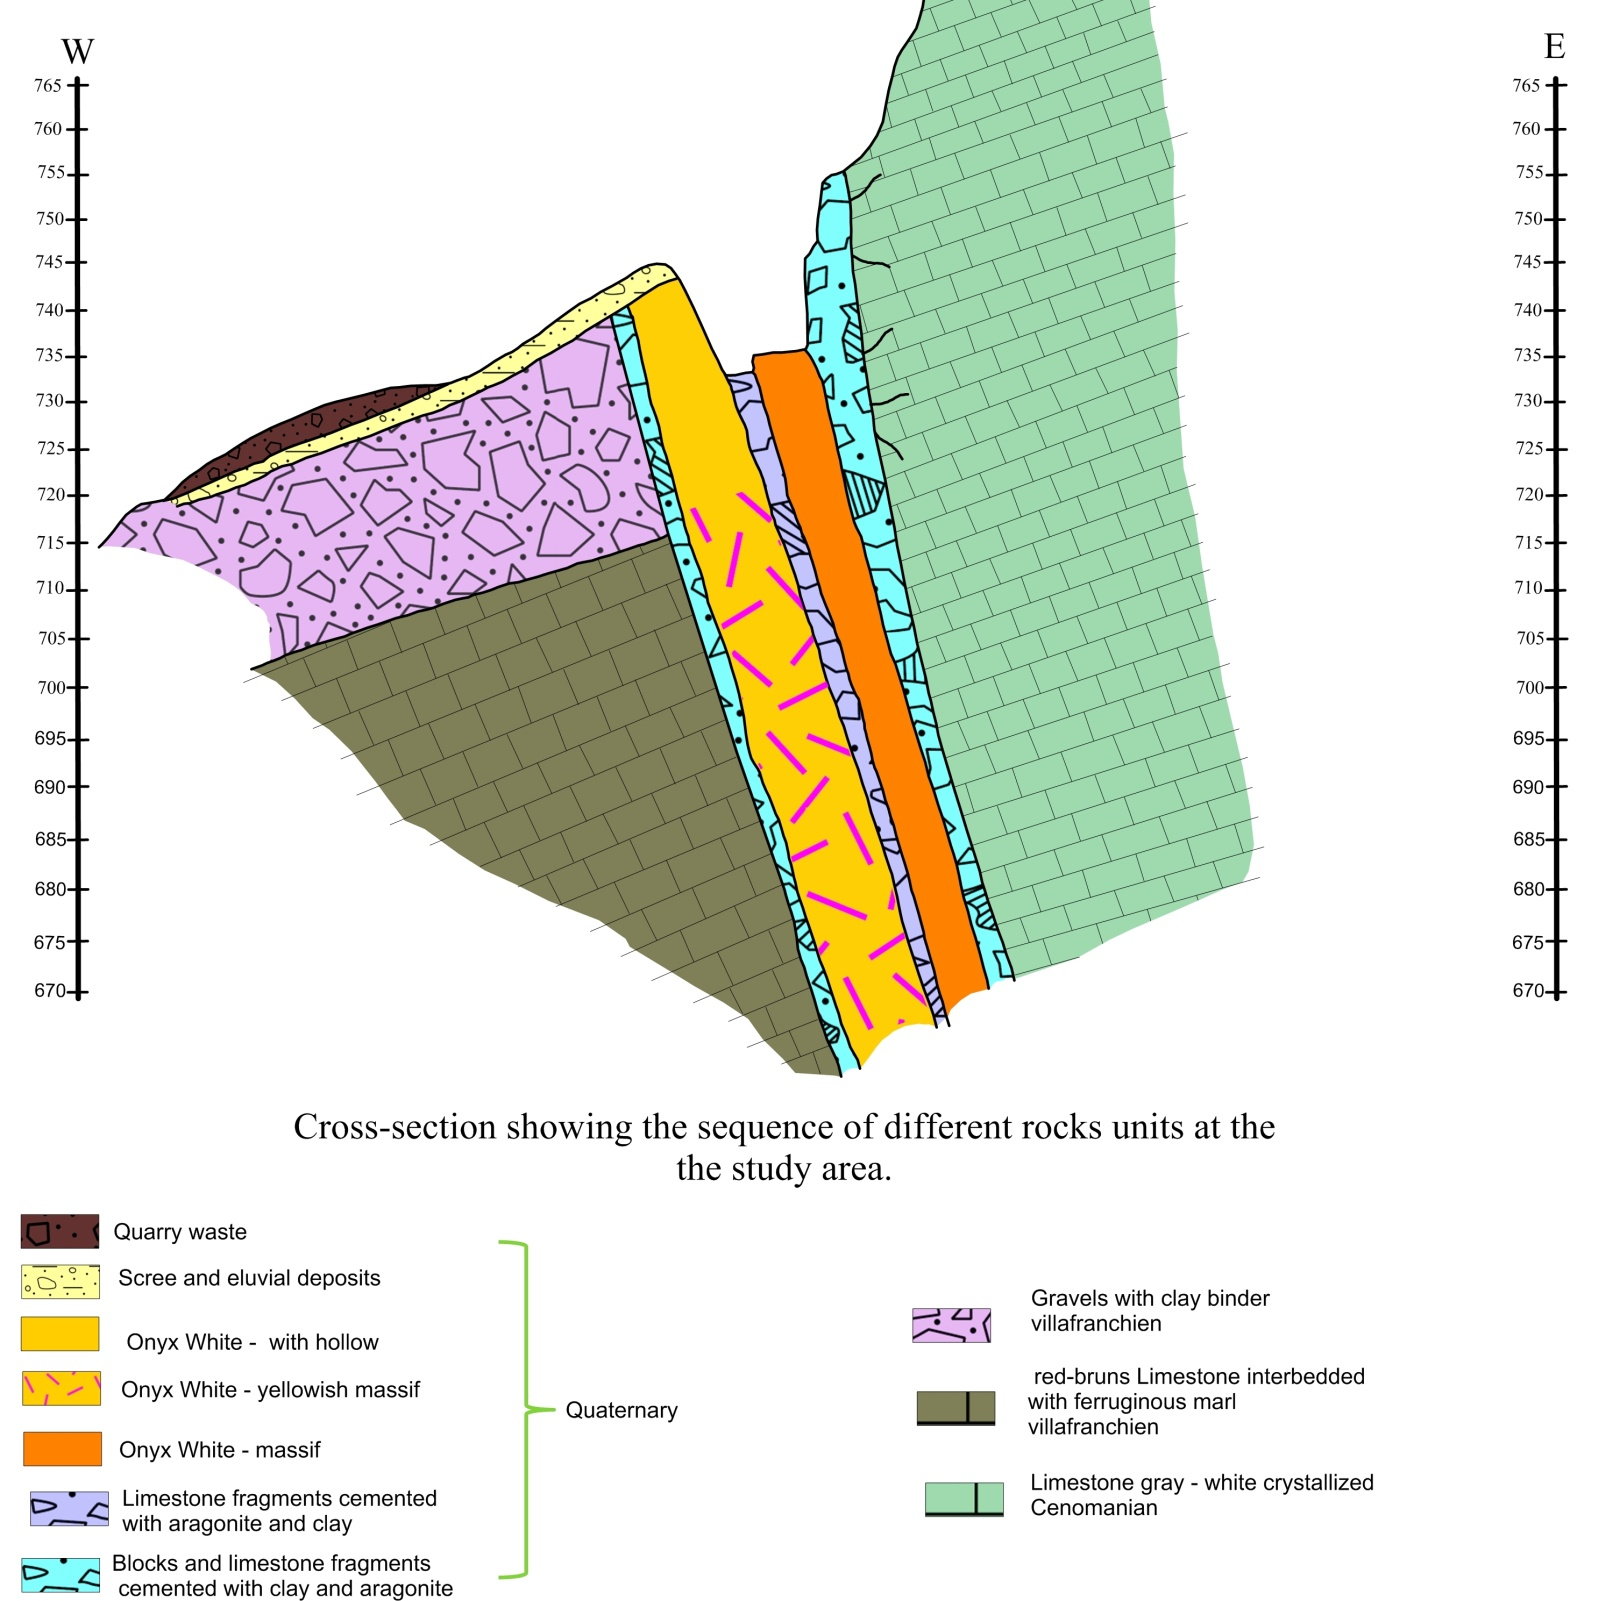 W
E
765
760
755
750
745
740
735
730
725
720
715
710
705
700
695
690
685
680
675
670
765
760
755
750
745
740
735
730
725
720
715
710
705
700
695
690
685
680
675
670
Cross-section showing the sequence of different rocks units at the
the study area.
Quarry waste
Scree and eluvial deposits
Onyx White - with hollow
Onyx White - yellowish massif
Onyx White - massif
Limestone fragments cemented
with aragonite and clay
Blocks and limestone fragments
cemented with clay and aragonite
Quaternary
Gravels with clay binder
villafranchien
red-bruns Limestone interbedded
with ferruginous marl
villafranchien
Limestone gray - white crystallized
Cenomanian